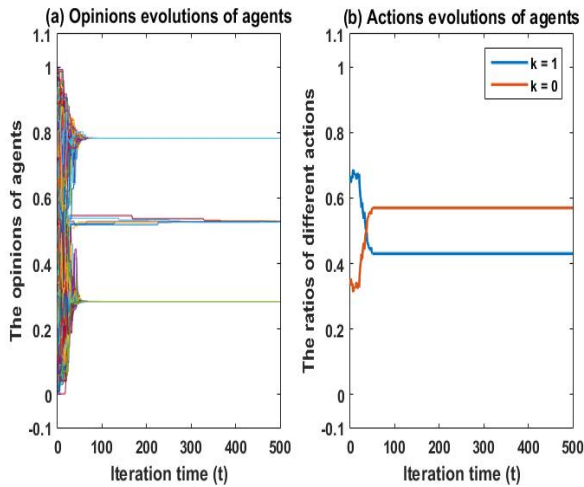 (a) Opinions evolutions of agents
1.1
1
0.8
0.6
0.4
0.2
0
-0.1
The opinions of agents
0 100 200 300 400 500
Iteration time (t)
(b) Actions evolutions of agents
1.1
1
0.8
0.6
0.4
0.2
0
-0.1
The ratios of different actions
k = 1
k = 0
0 100 200 300 400 500
Iteration time (t)